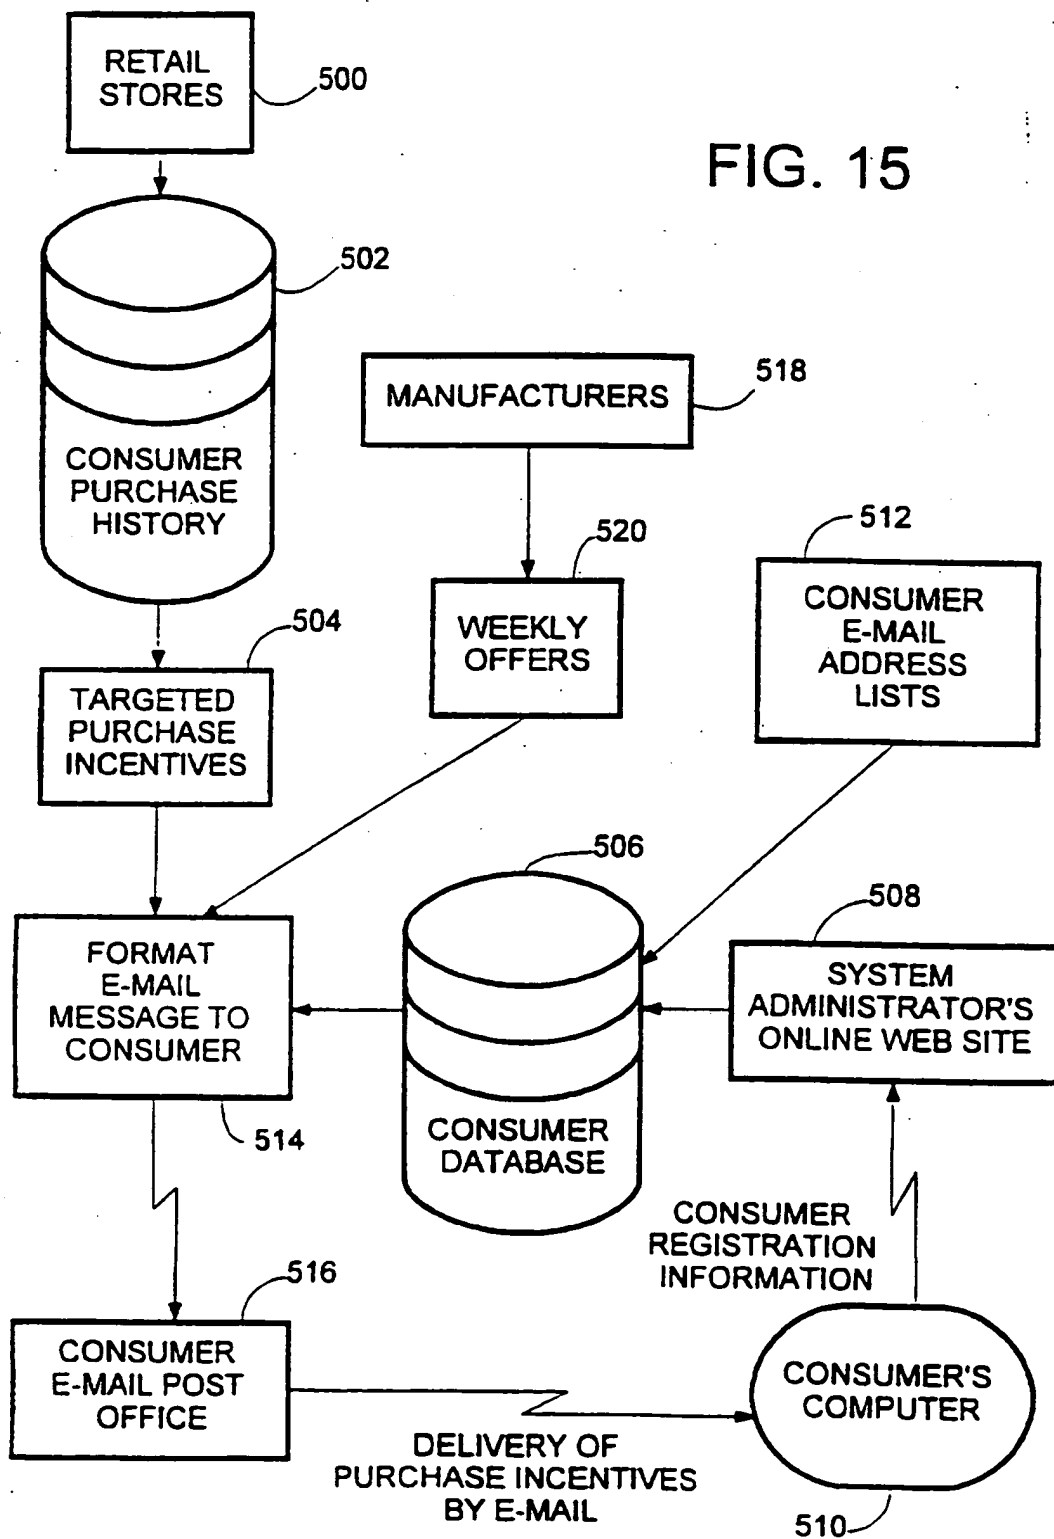 RETAIL
STORES
500
FIG. 15
502
CONSUMER
PURCHASE
HISTORY
MANUFACTURERS
518
512
520
WEEKLY
OFFERS
CONSUMER
E-MAIL
ADDRESS
LISTS
504
TARGETED
PURCHASE
INCENTIVES
506
508
FORMAT
E-MAIL
MESSAGE TO
CONSUMER
SYSTEM
ADMINISTRATOR'S
ONLINE WEB SITE
514
CONSUMER
DATABASE
CONSUMER
REGISTRATION
INFORMATION
516
CONSUMER
E-MAIL POST
OFFICE
CONSUMER'S
COMPUTER
DELIVERY OF
PURCHASE INCENTIVES
BY E-MAIL
510